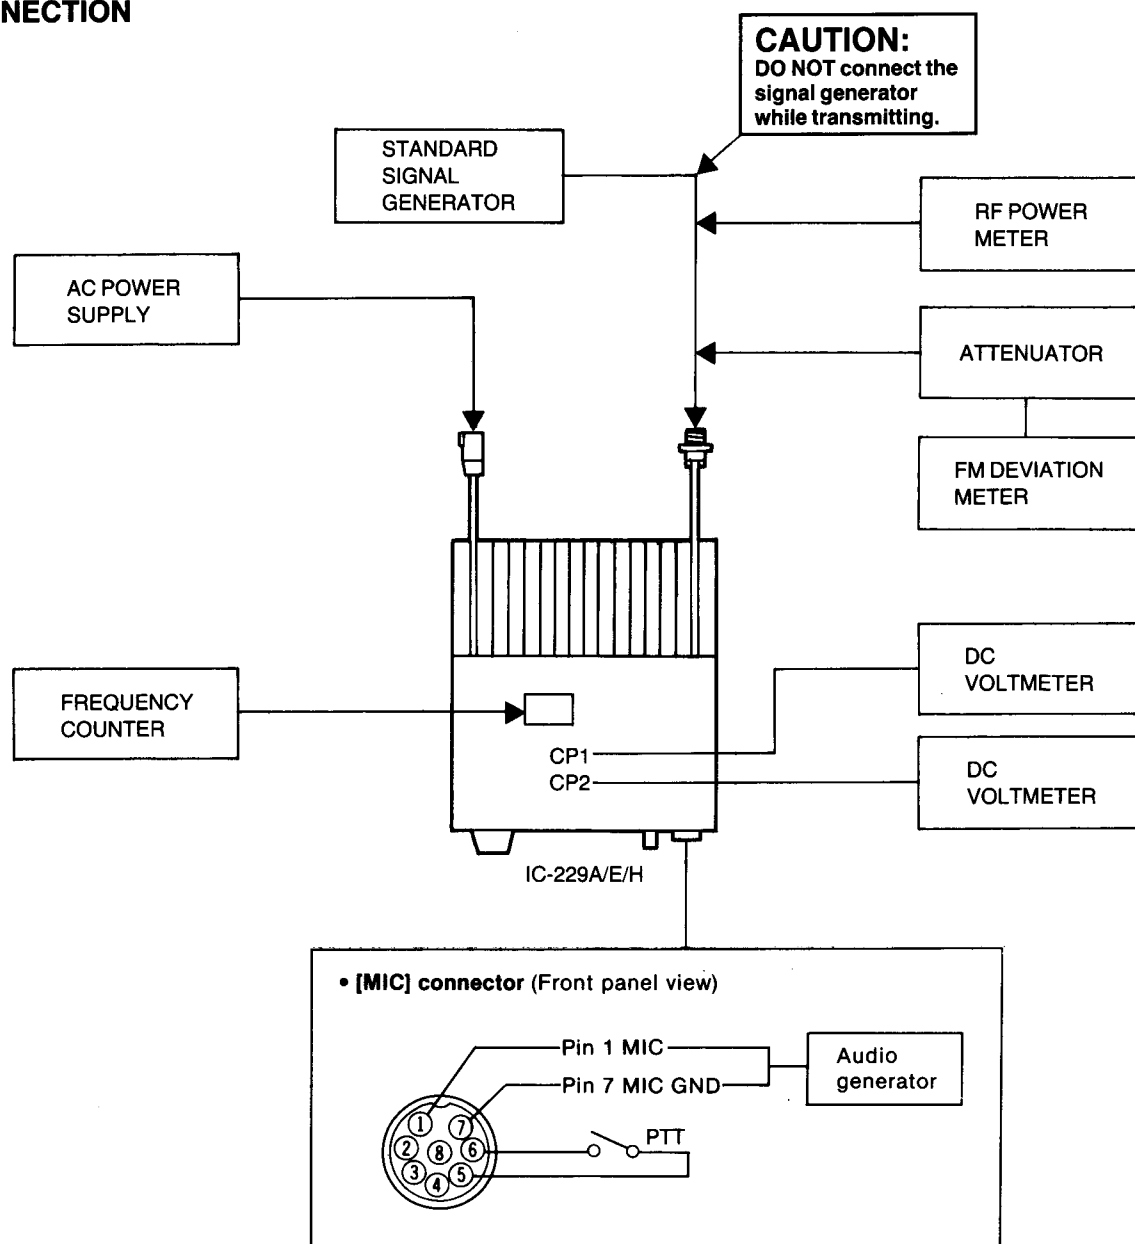 NECTION
CAUTION:
DO NOT connect the
signal generator
while transmitting.
STANDARD
SIGNAL
GENERATOR
RF POWER
METER
AC POWER
SUPPLY
ATTENUATOR
FM DEVIATION
METER
DC
VOLTMETER
FREQUENCY
COUNTER
CP1
CP2
DC
VOLTMETER
IC-229A/E/H
• [MIC] connector (Front panel view)
Pin 1 MIC
Pin 7 MIC GND
Audio
generator
PTT
1
7
2
8
6
3
5
4